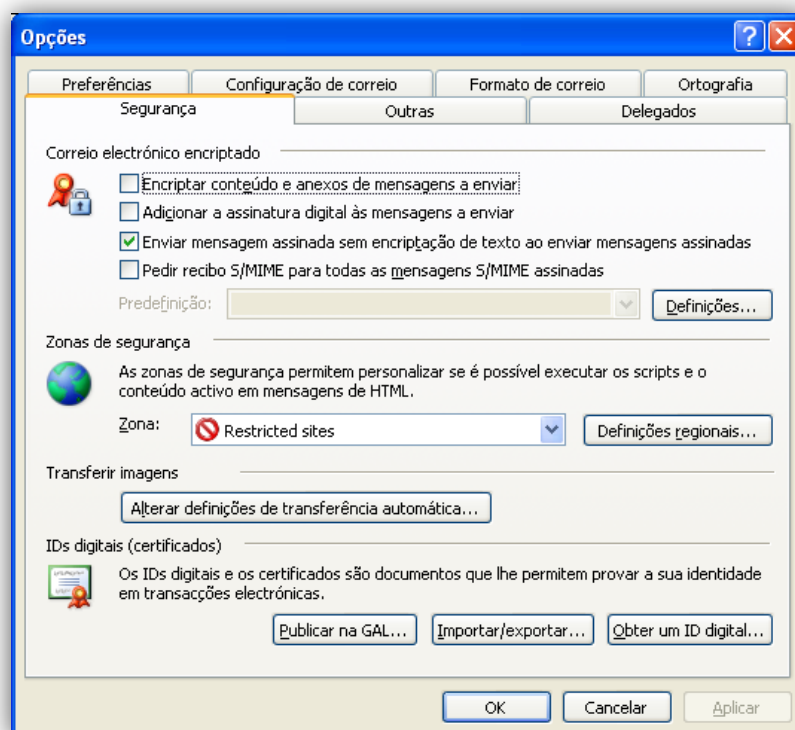 Opções
Preferências
Configuração de correio
Formato de correio
Ortografia
Segurança
Outras
Delegados
Correio electrónico encriptado
Encriptar conteúdo e anexos de mensagens a enviar
Adicionar a assinatura digital às mensagens a enviar
Enviar mensagem assinada sem encriptação de texto ao enviar mensagens assinadas
Pedir recibo S/MIME para todas as mensagens S/MIME assinadas
Predefinição:
Definições...
Zonas de segurança
As zonas de segurança permitem personalizar se é possível executar os scripts e o
conteúdo activo em mensagens de HTML.
Zona:
Restricted sites
Definições regionais...
Transferir imagens
Alterar definições de transferência automática...
IDs digitais (certificados)
Os IDs digitais e os certificados são documentos que lhe permitem provar a sua identidade
em transacções electrónicas.
Publicar na GAL...
Importar/exportar...
Obter um ID digital...
OK
Cancelar
Aplicar